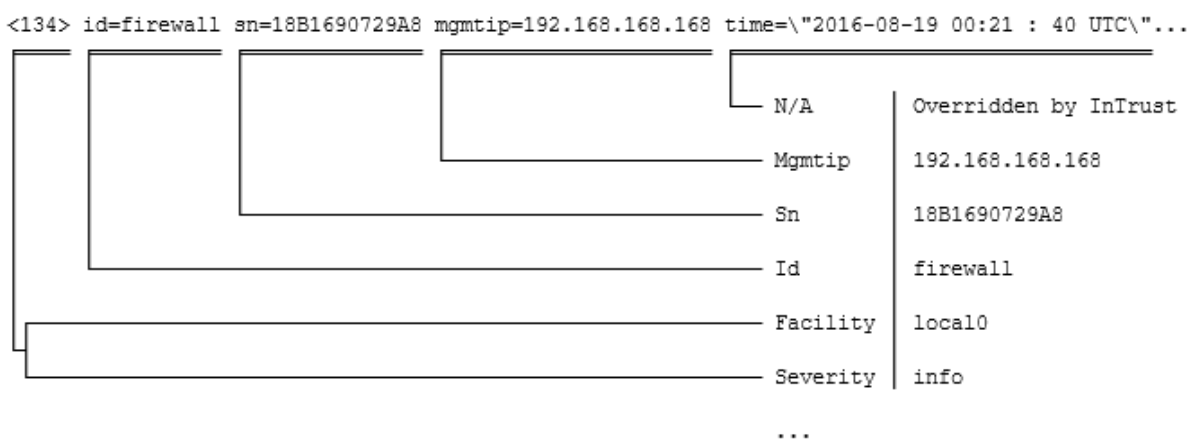 <134> id=firewall sn=18B1690729A8 mgmtip=192.168.168.168 time=\"2016-08-19 00:21 : 40 UTC\"...
N/A Overridden by InTrust
Mgmtip 192.168.168.168
Sn 18B1690729A8
Id firewall
Facility local0
Severity info
...